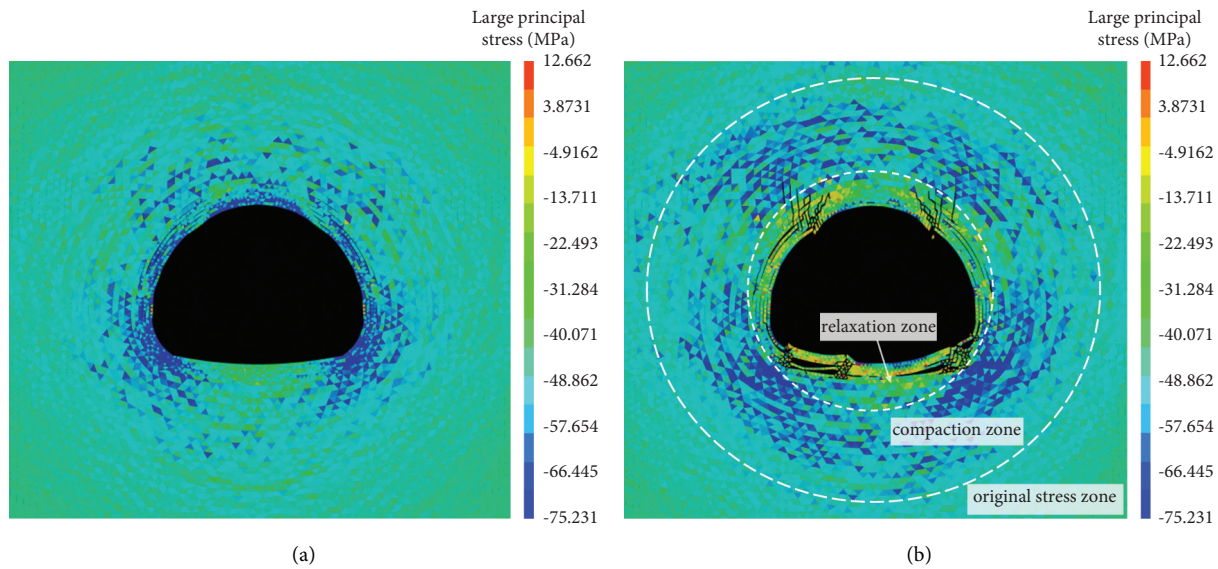 Large principal
stress (MPa)
12.662
3.8731
-4.9162
-13.711
-22.493
-31.284
-40.071
-48.862
-57.654
-66.445
-75.231
(a)
Large principal
stress (MPa)
12.662
3.8731
-4.9162
-13.711
-22.493
-31.284
-40.071
-48.862
-57.654
-66.445
-75.231
relaxation zone
compaction zone
original stress zone
(b)